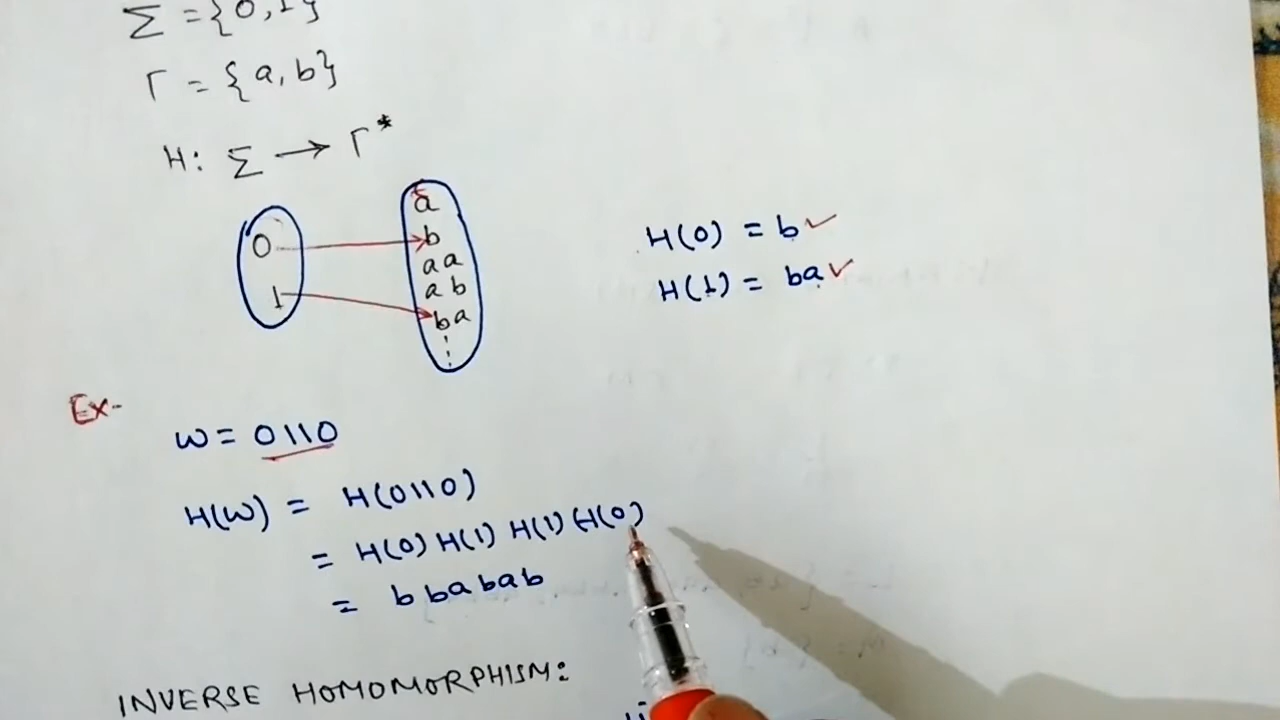 Σ = {0,1}
Γ = {a, b}
H: Σ → Γ*
0
1
a
b
aa
ab
ba
⋮
H(0) = b ✓
H(1) = ba ✓
Ex-
w = 0110
H(w) = H(0110)
= H(0) H(1) H(1) H(0)
= b ba ba b
INVERSE HOMOMORPHISM: